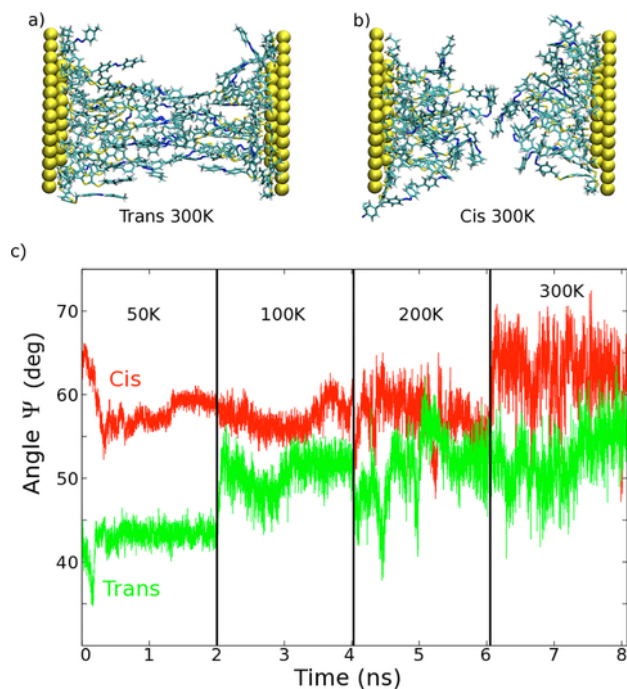 a)
b)
Trans 300K
Cis 300K
c)
70
60
50
40
Angle Ψ (deg)
50K
100K
200K
300K
Cis
Trans
0
1
2
3
4
5
6
7
8
Time (ns)